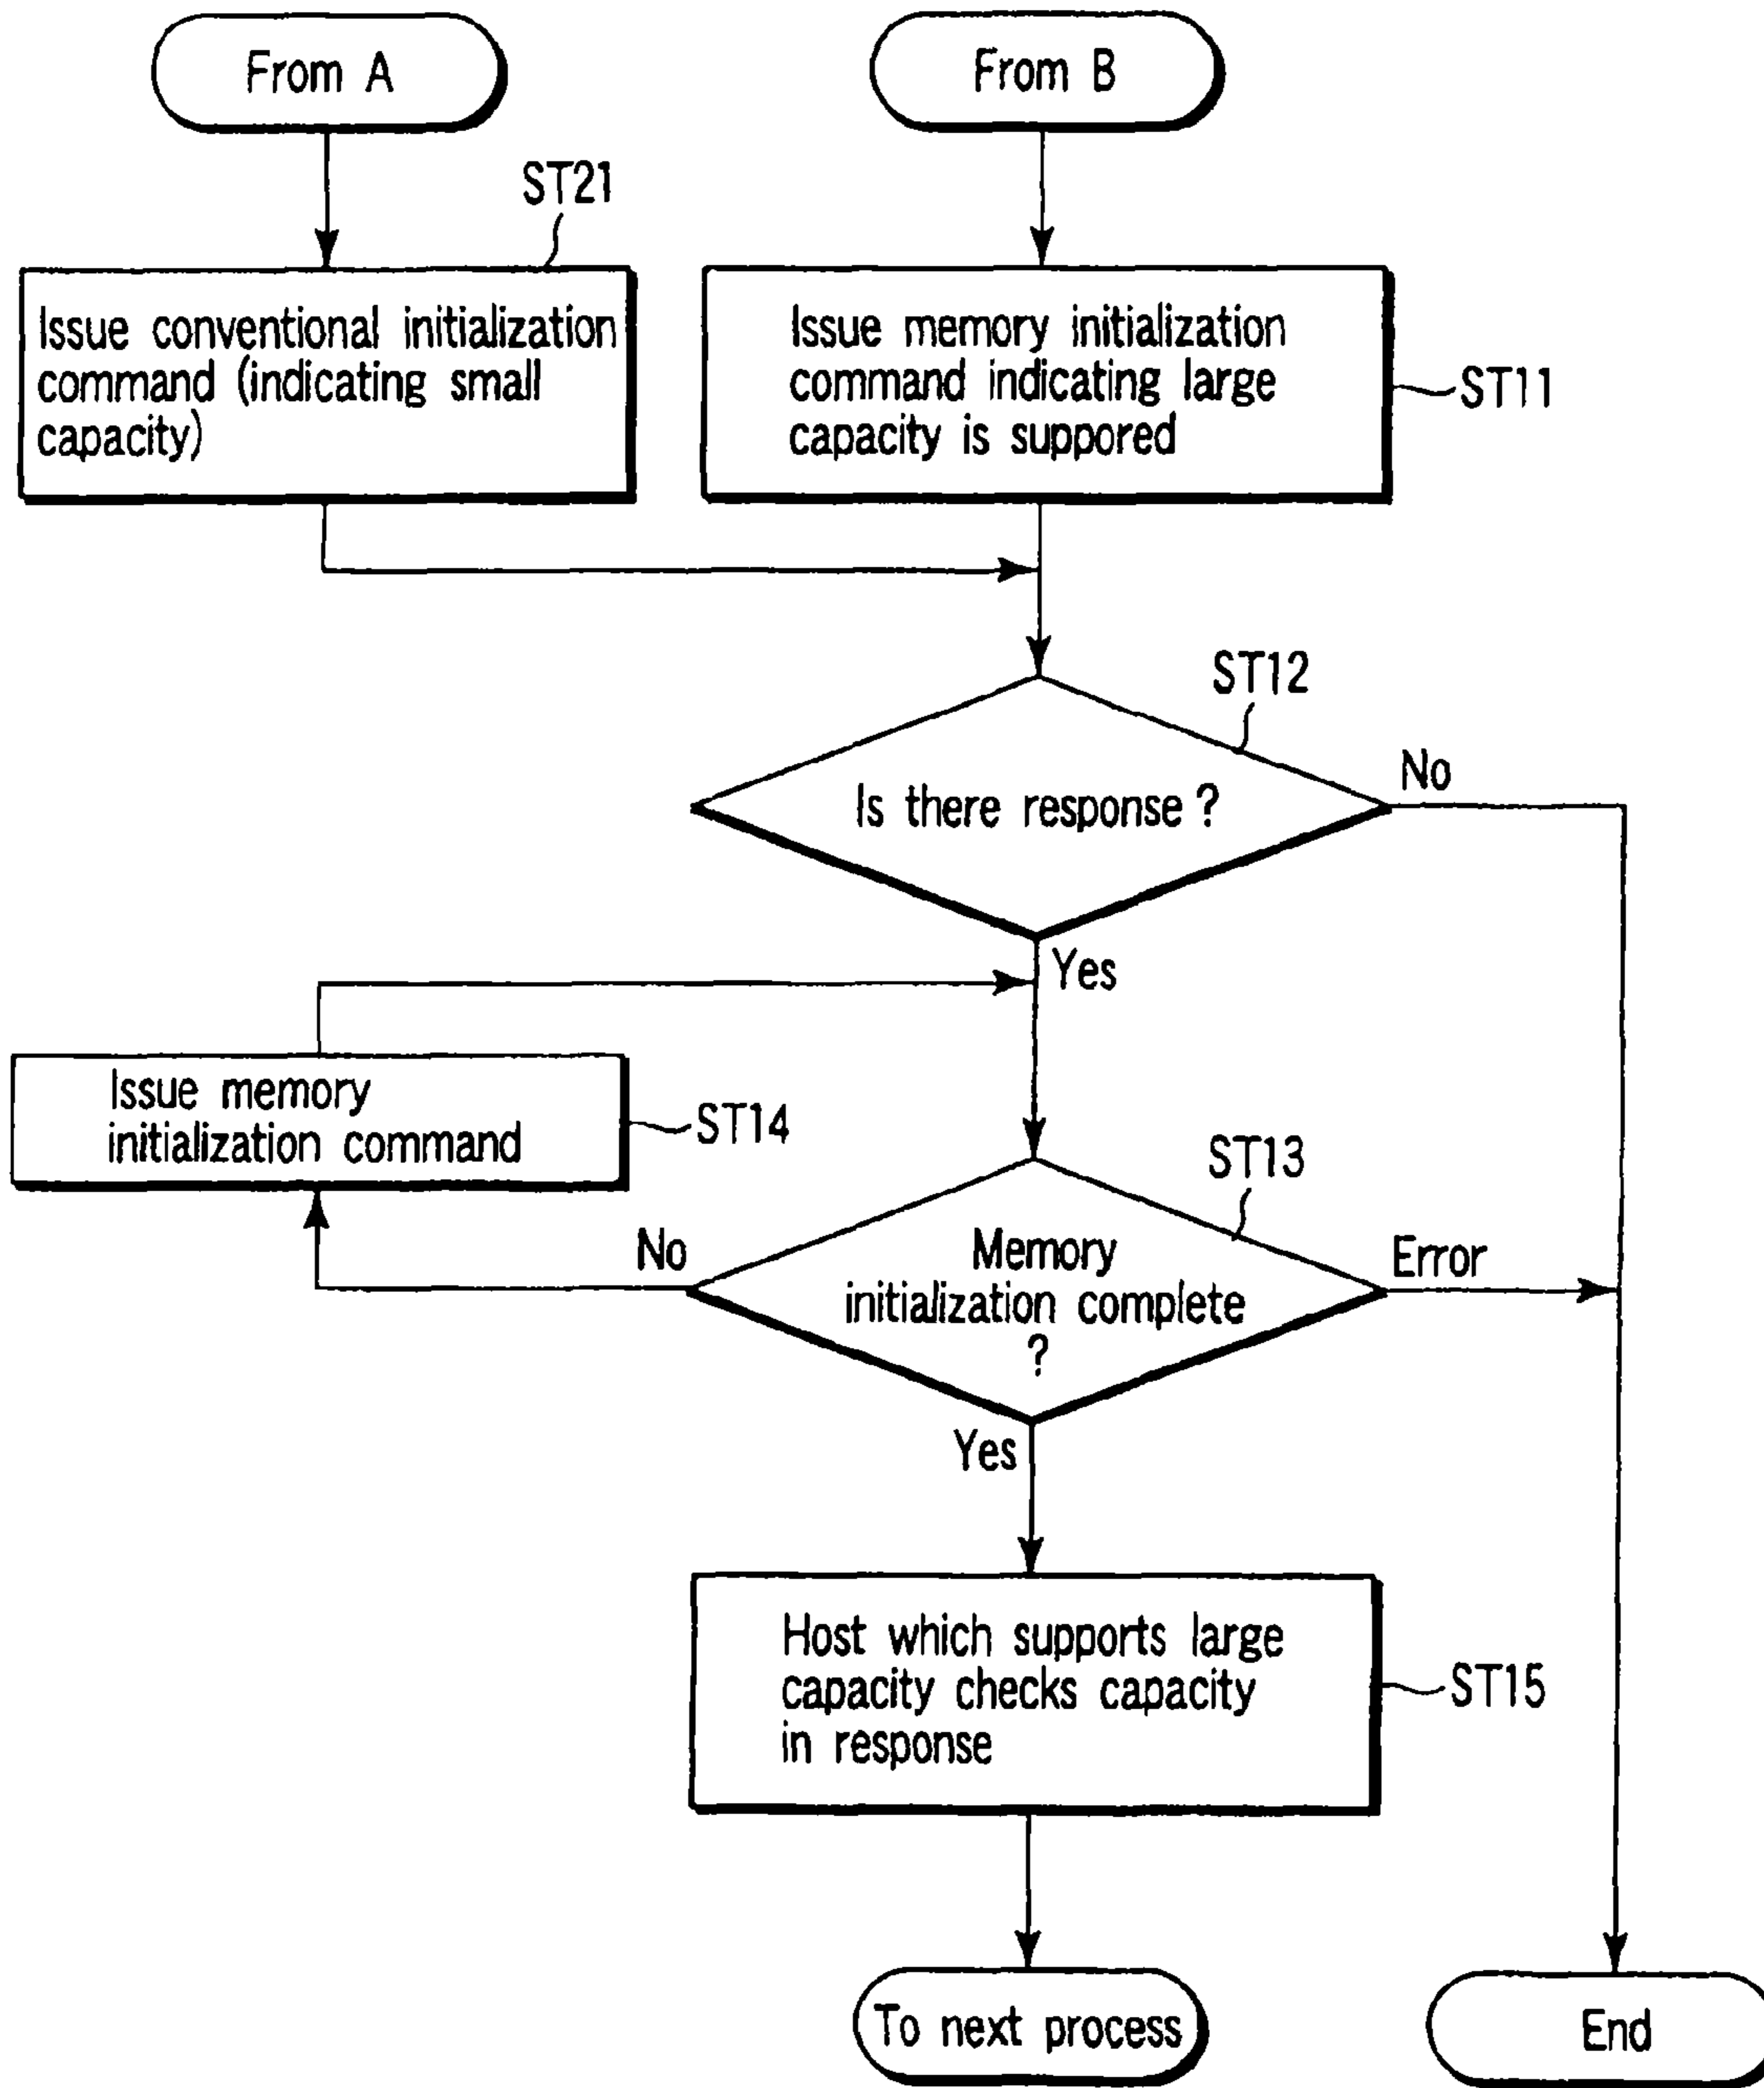 From A
From B
ST21
Issue conventional initialization
command (indicating small
capacity)
Issue memory initialization
command indicating large
capacity is suppored
ST11
ST12
Is there response ?
No
Yes
Issue memory
initialization command
ST14
ST13
No
Memory
initialization complete
?
Error
Yes
Host which supports large
capacity checks capacity
in response
ST15
To next process
End